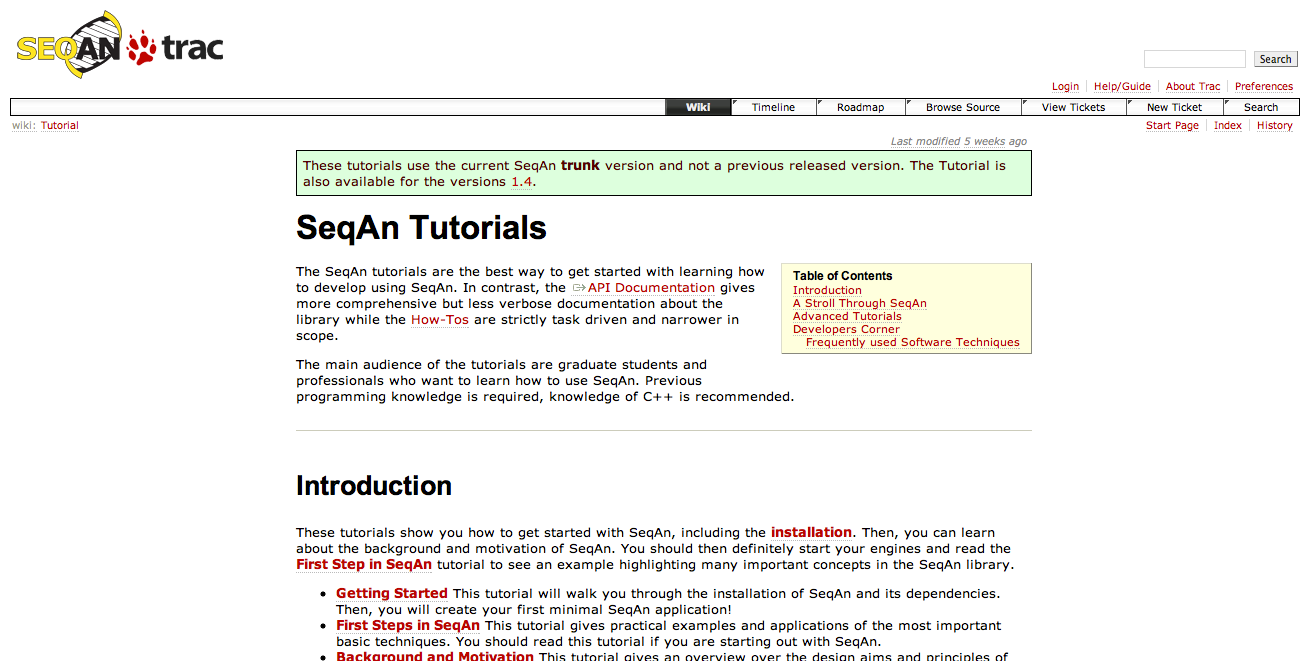 SEQAN trac
Search
Login Help/Guide About Trac Preferences
Wiki Timeline Roadmap Browse Source View Tickets New Ticket Search
wiki: Tutorial
Start Page Index History
Last modified 5 weeks ago
These tutorials use the current SeqAn trunk version and not a previous released version. The Tutorial is
also available for the versions 1.4.
SeqAn Tutorials
The SeqAn tutorials are the best way to get started with learning how
to develop using SeqAn. In contrast, the API Documentation gives
more comprehensive but less verbose documentation about the
library while the How-Tos are strictly task driven and narrower in
scope.
Table of Contents
Introduction
A Stroll Through SeqAn
Advanced Tutorials
Developers Corner
Frequently used Software Techniques
The main audience of the tutorials are graduate students and
professionals who want to learn how to use SeqAn. Previous
programming knowledge is required, knowledge of C++ is recommended.
Introduction
These tutorials show you how to get started with SeqAn, including the installation. Then, you can learn
about the background and motivation of SeqAn. You should then definitely start your engines and read the
First Step in SeqAn tutorial to see an example highlighting many important concepts in the SeqAn library.
• Getting Started This tutorial will walk you through the installation of SeqAn and its dependencies.
Then, you will create your first minimal SeqAn application!
• First Steps in SeqAn This tutorial gives practical examples and applications of the most important
basic techniques. You should read this tutorial if you are starting out with SeqAn.
• Background and Motivation This tutorial gives an overview over the design aims and principles of